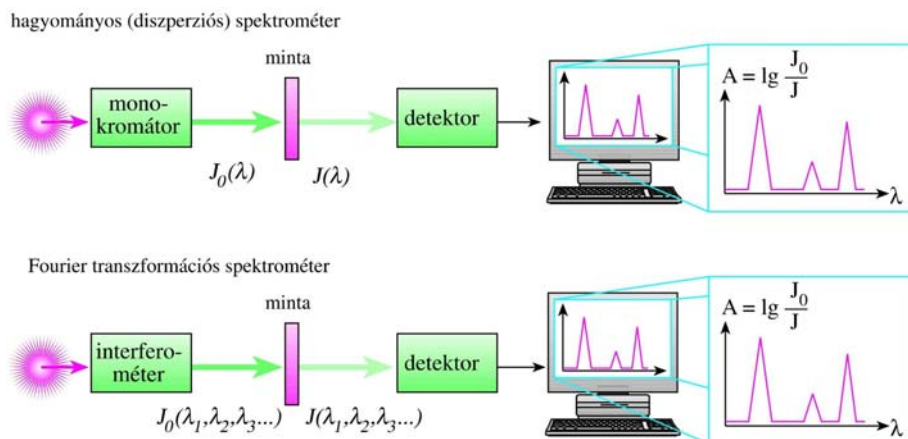 hagyományos (diszperziós) spektrométer
minta
mono-
kromátor
detektor
J₀(λ)
J(λ)
A = lg J₀/J
λ
Fourier transzformációs spektrométer
minta
interfero-
méter
detektor
J₀(λ₁,λ₂,λ₃...)
J(λ₁,λ₂,λ₃...)
A = lg J₀/J
λ